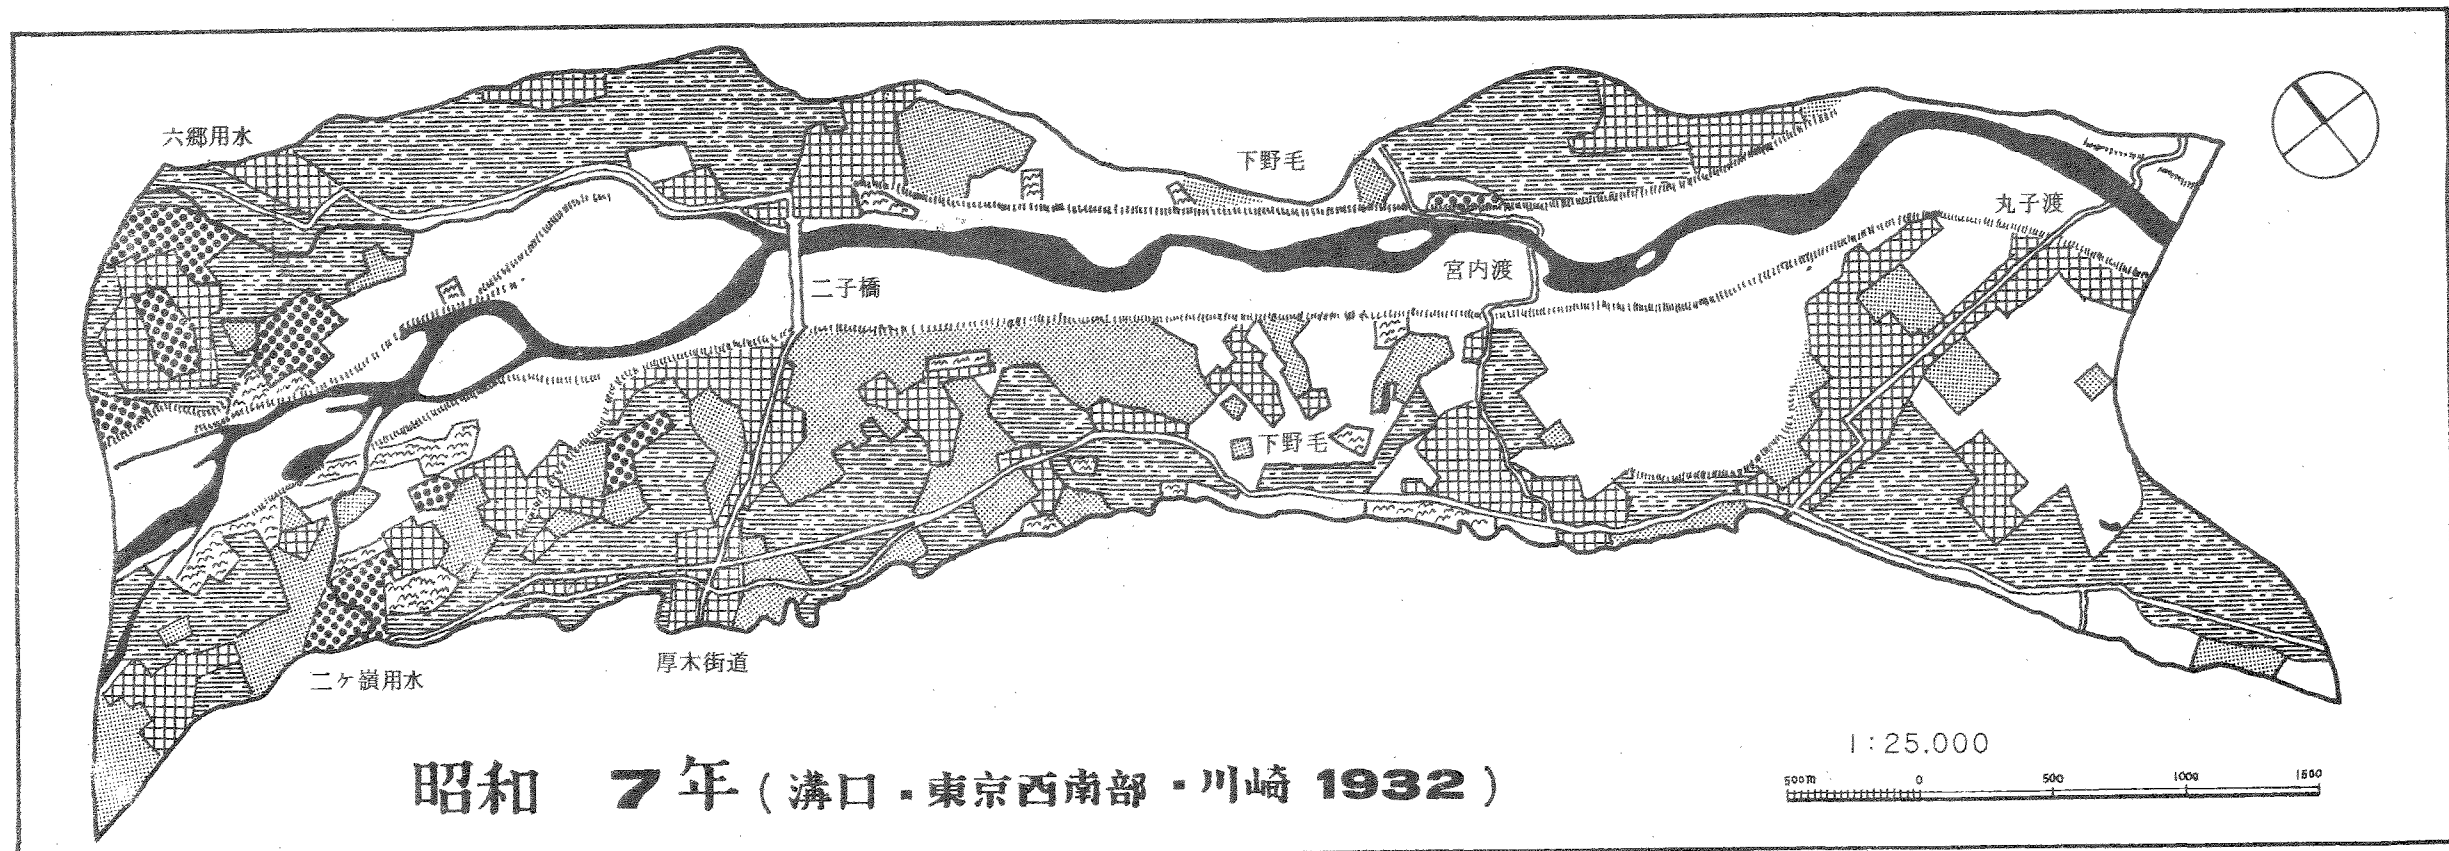 六郷用水
下野毛
丸子渡
宮内渡
二子橋
下野毛
厚木街道
二ケ嶺用水
1:25.000
500m 0 500 1000 1500
昭和 7年(溝口・東京西南部・川崎 1932)